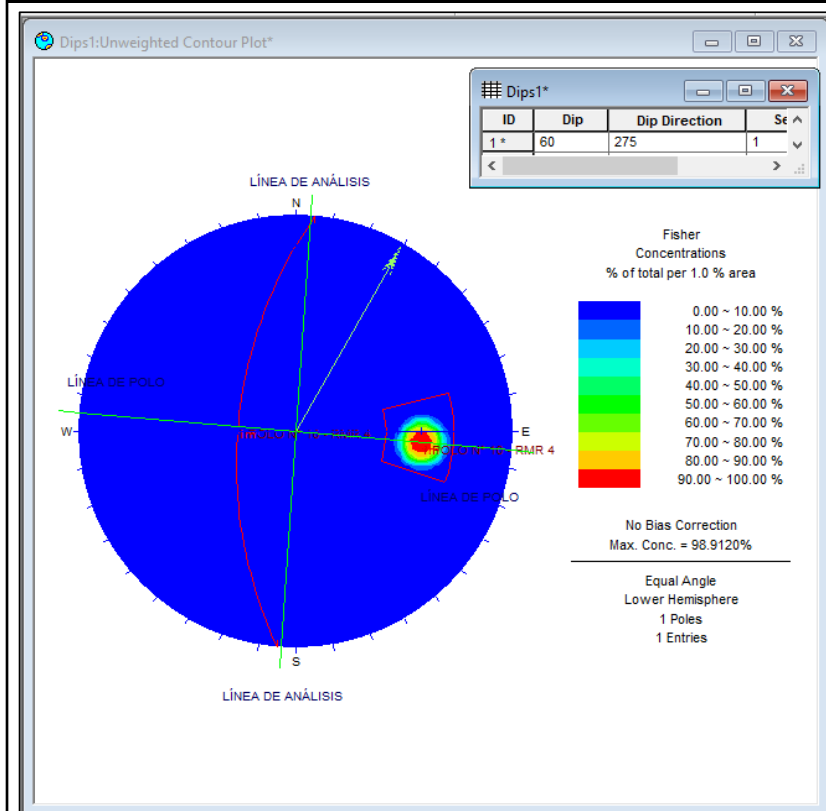 Dips1:Unweighted Contour Plot*
Dips1*
ID Dip Dip Direction Se
1 * 60 275 1
LÍNEA DE ANÁLISIS
N
Fisher
Concentrations
% of total per 1.0 % area
0.00 ~ 10.00 %
10.00 ~ 20.00 %
20.00 ~ 30.00 %
30.00 ~ 40.00 %
40.00 ~ 50.00 %
50.00 ~ 60.00 %
60.00 ~ 70.00 %
70.00 ~ 80.00 %
80.00 ~ 90.00 %
90.00 ~ 100.00 %
LÍNEA DE POLO
W
E
RMR 4
LÍNEA DE POLO
No Bias Correction
Max. Conc. = 98.9120%
Equal Angle
Lower Hemisphere
1 Poles
1 Entries
S
LÍNEA DE ANÁLISIS